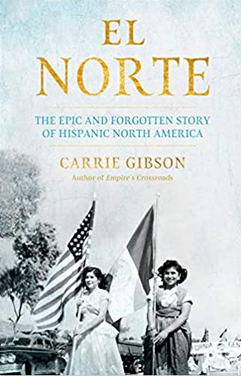 EL
NORTE
THE EPIC AND FORGOTTEN STORY
OF HISPANIC NORTH AMERICA
CARRIE GIBSON
Author of Empire's Crossroads